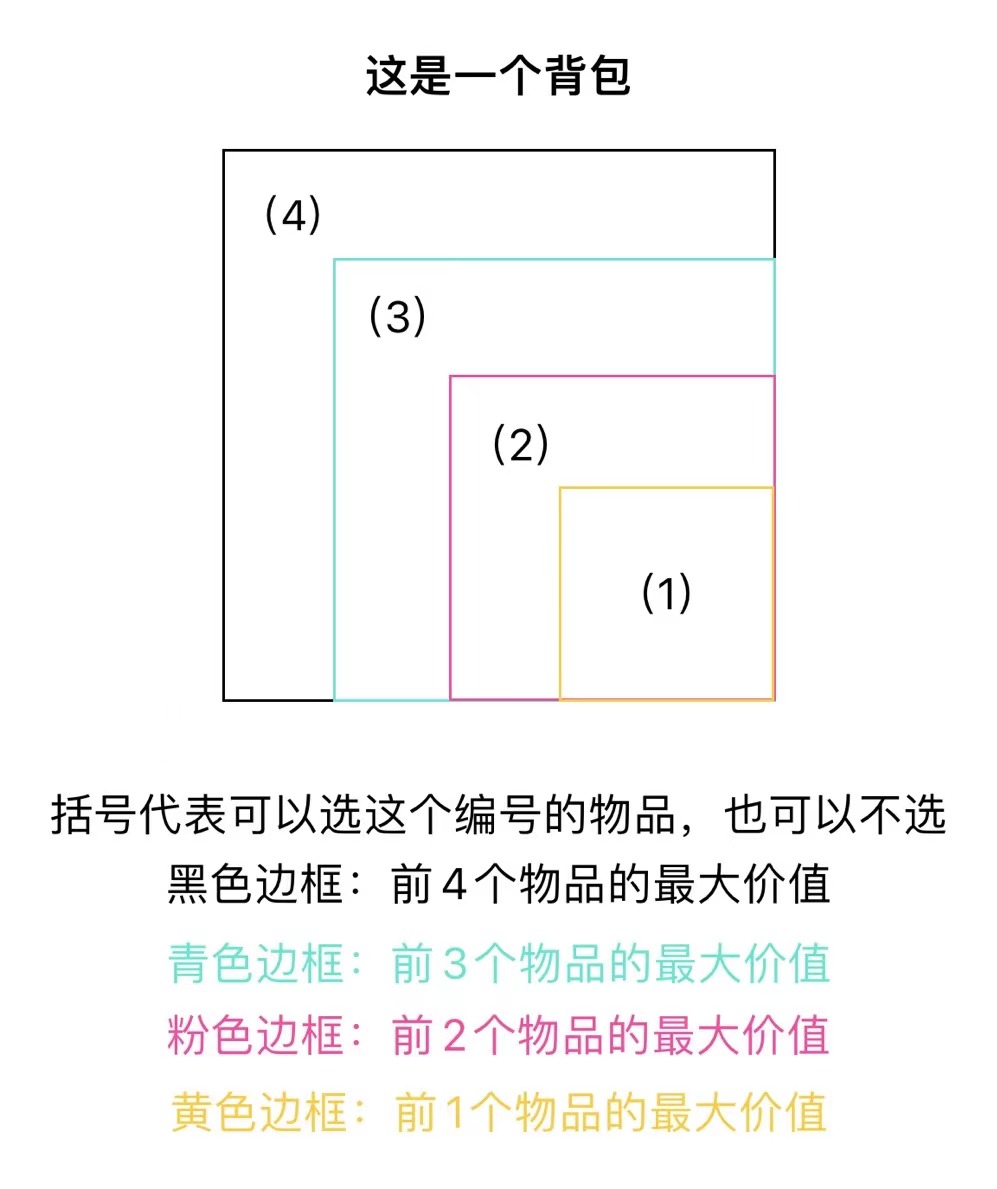 这是一个背包
(4)
(3)
(2)
(1)
括号代表可以选这个编号的物品，也可以不选
黑色边框：前4个物品的最大价值
青色边框：前3个物品的最大价值
粉色边框：前2个物品的最大价值
黄色边框：前1个物品的最大价值